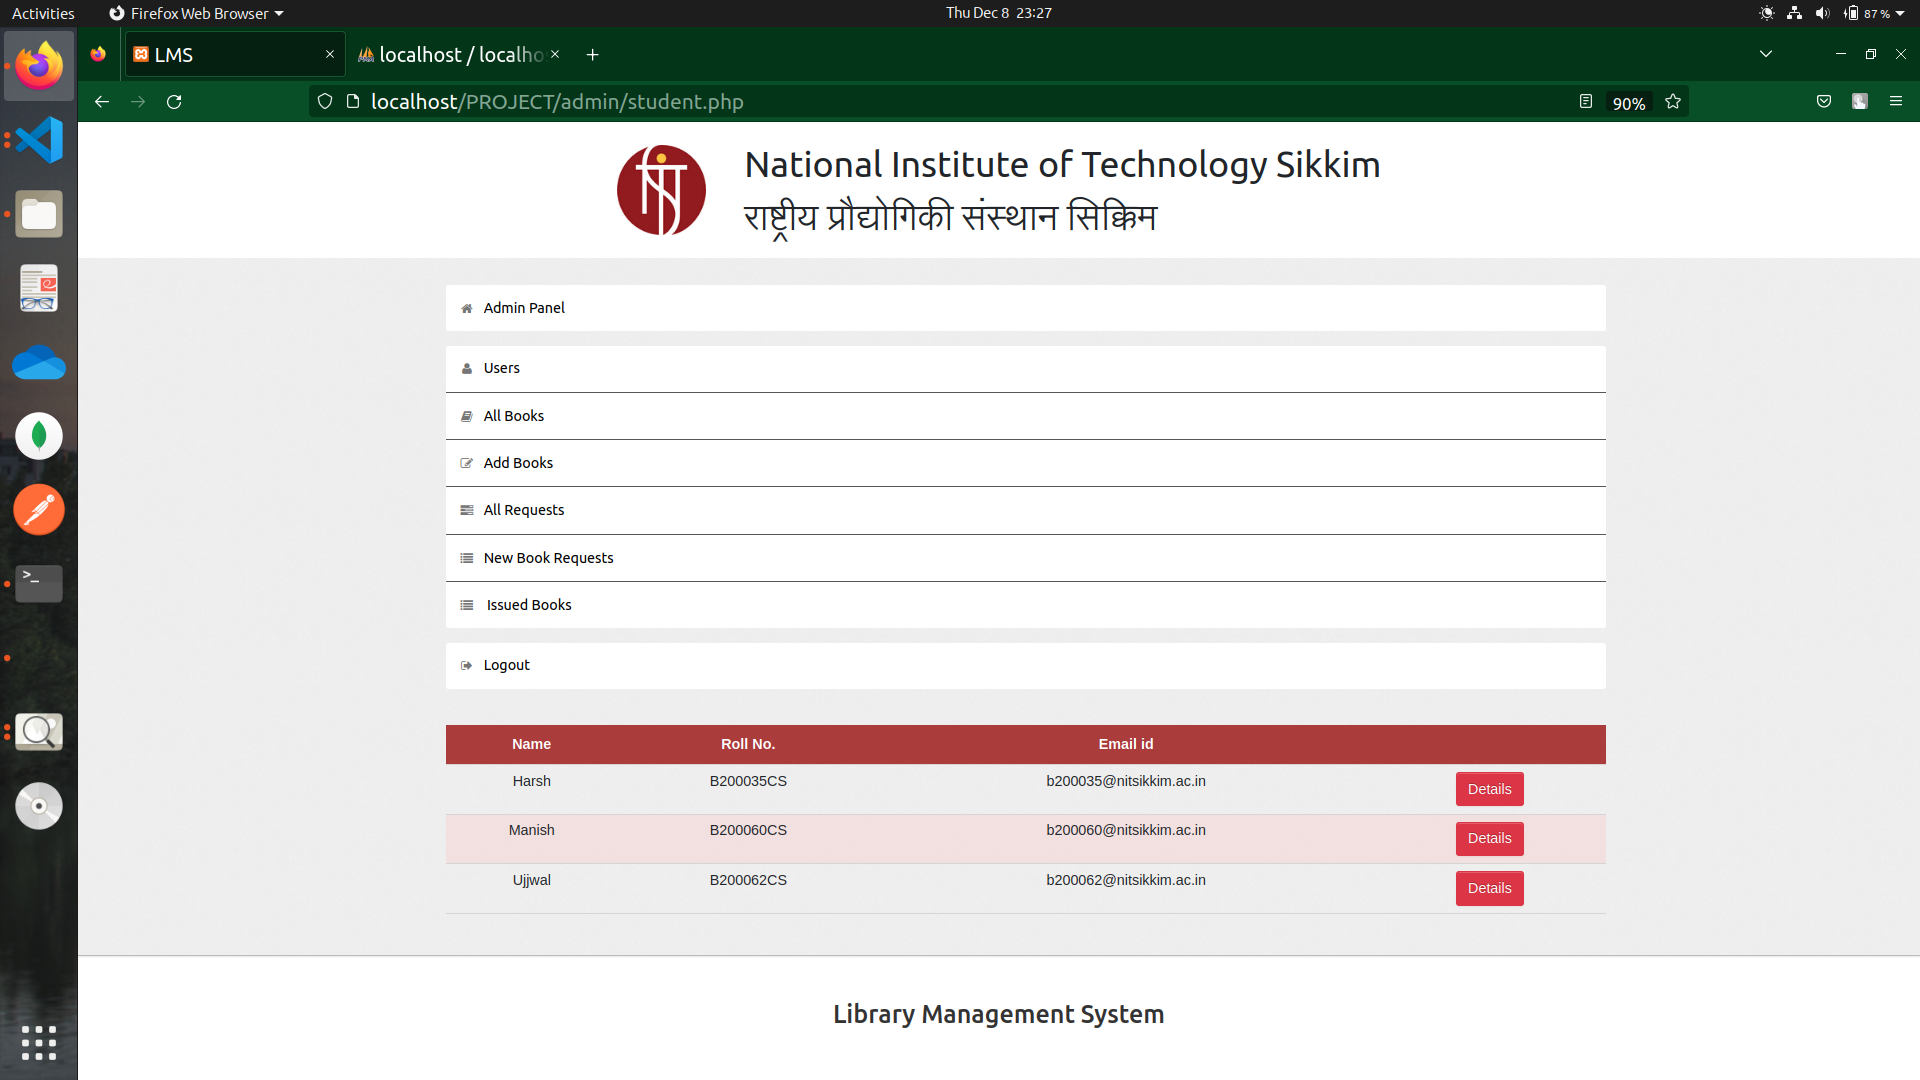 Activities Firefox Web Browser Thu Dec 8 23:27 87 %
LMS localhost / localho
localhost/PROJECT/admin/student.php 90%
National Institute of Technology Sikkim
राष्ट्रीय प्रौद्योगिकी संस्थान सिक्किम
Admin Panel
Users
All Books
Add Books
All Requests
New Book Requests
Issued Books
Logout
Name Roll No. Email id
Harsh B200035CS b200035@nitsikkim.ac.in Details
Manish B200060CS b200060@nitsikkim.ac.in Details
Ujjwal B200062CS b200062@nitsikkim.ac.in Details
Library Management System